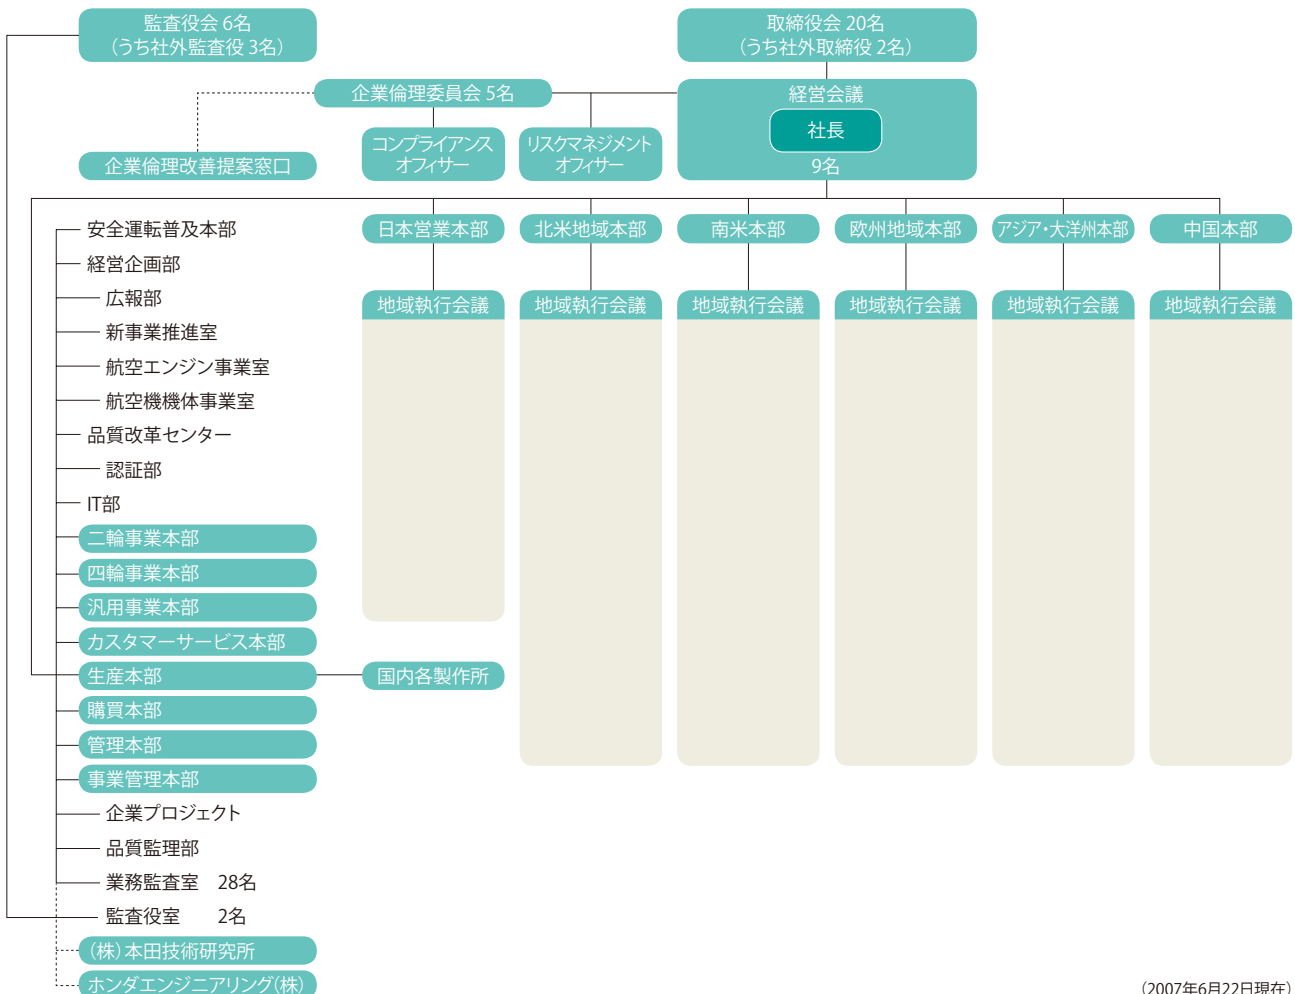 監査役会 6名
（うち社外監査役 3名）
取締役会 20名
（うち社外取締役 2名）
企業倫理委員会 5名
経営会議
社長
9名
コンプライアンス
オフィサー
リスクマネジメント
オフィサー
企業倫理改善提案窓口
日本営業本部
北米地域本部
南米本部
欧州地域本部
アジア・大洋州本部
中国本部
地域執行会議
地域執行会議
地域執行会議
地域執行会議
地域執行会議
地域執行会議
安全運転普及本部
経営企画部
広報部
新事業推進室
航空エンジン事業室
航空機機体事業室
品質改革センター
認証部
IT部
二輪事業本部
四輪事業本部
汎用事業本部
カスタマーサービス本部
生産本部
国内各製作所
購買本部
管理本部
事業管理本部
企業プロジェクト
品質監理部
業務監査室　28名
監査役室　2名
（株）本田技術研究所
ホンダエンジニアリング（株）
（2007年6月22日現在）